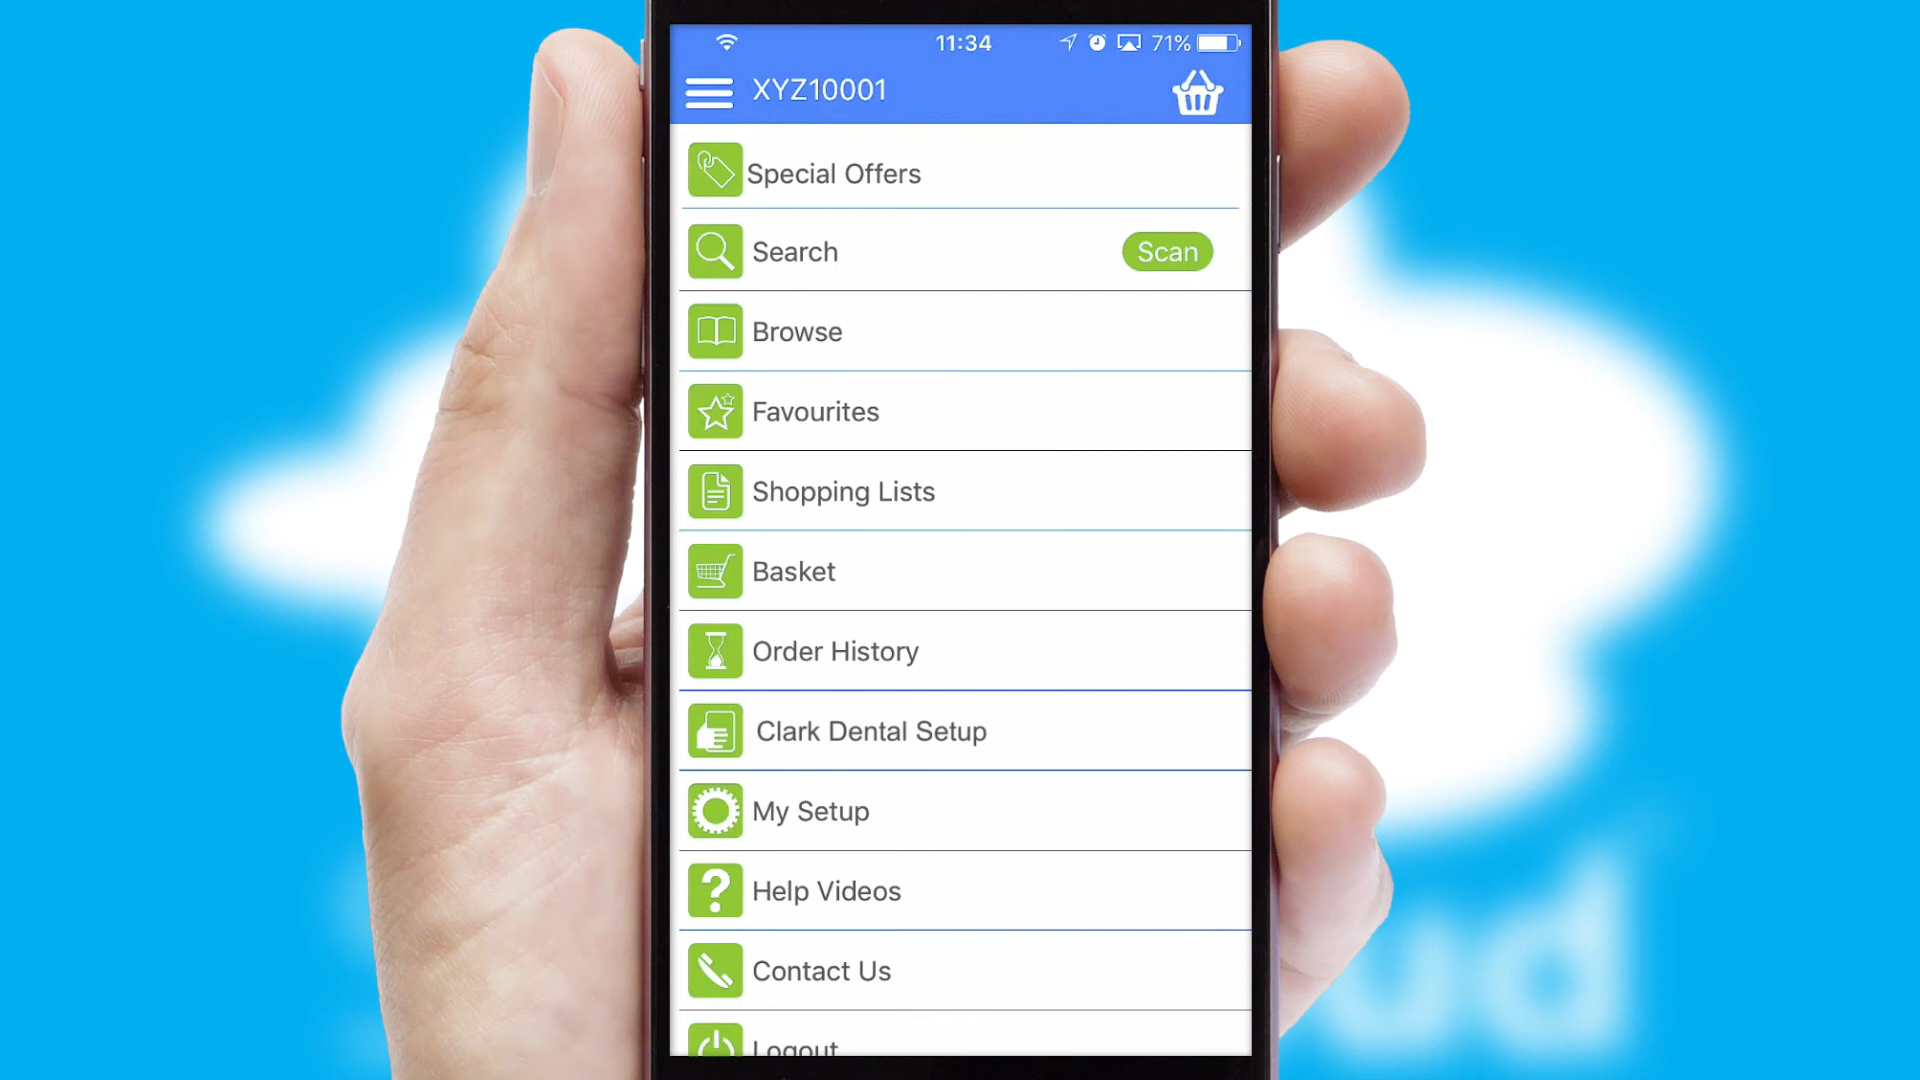 11:34
71%
XYZ10001
Special Offers
Search
Scan
Browse
Favourites
Shopping Lists
Basket
Order History
Clark Dental Setup
My Setup
Help Videos
Contact Us
Logout
ud